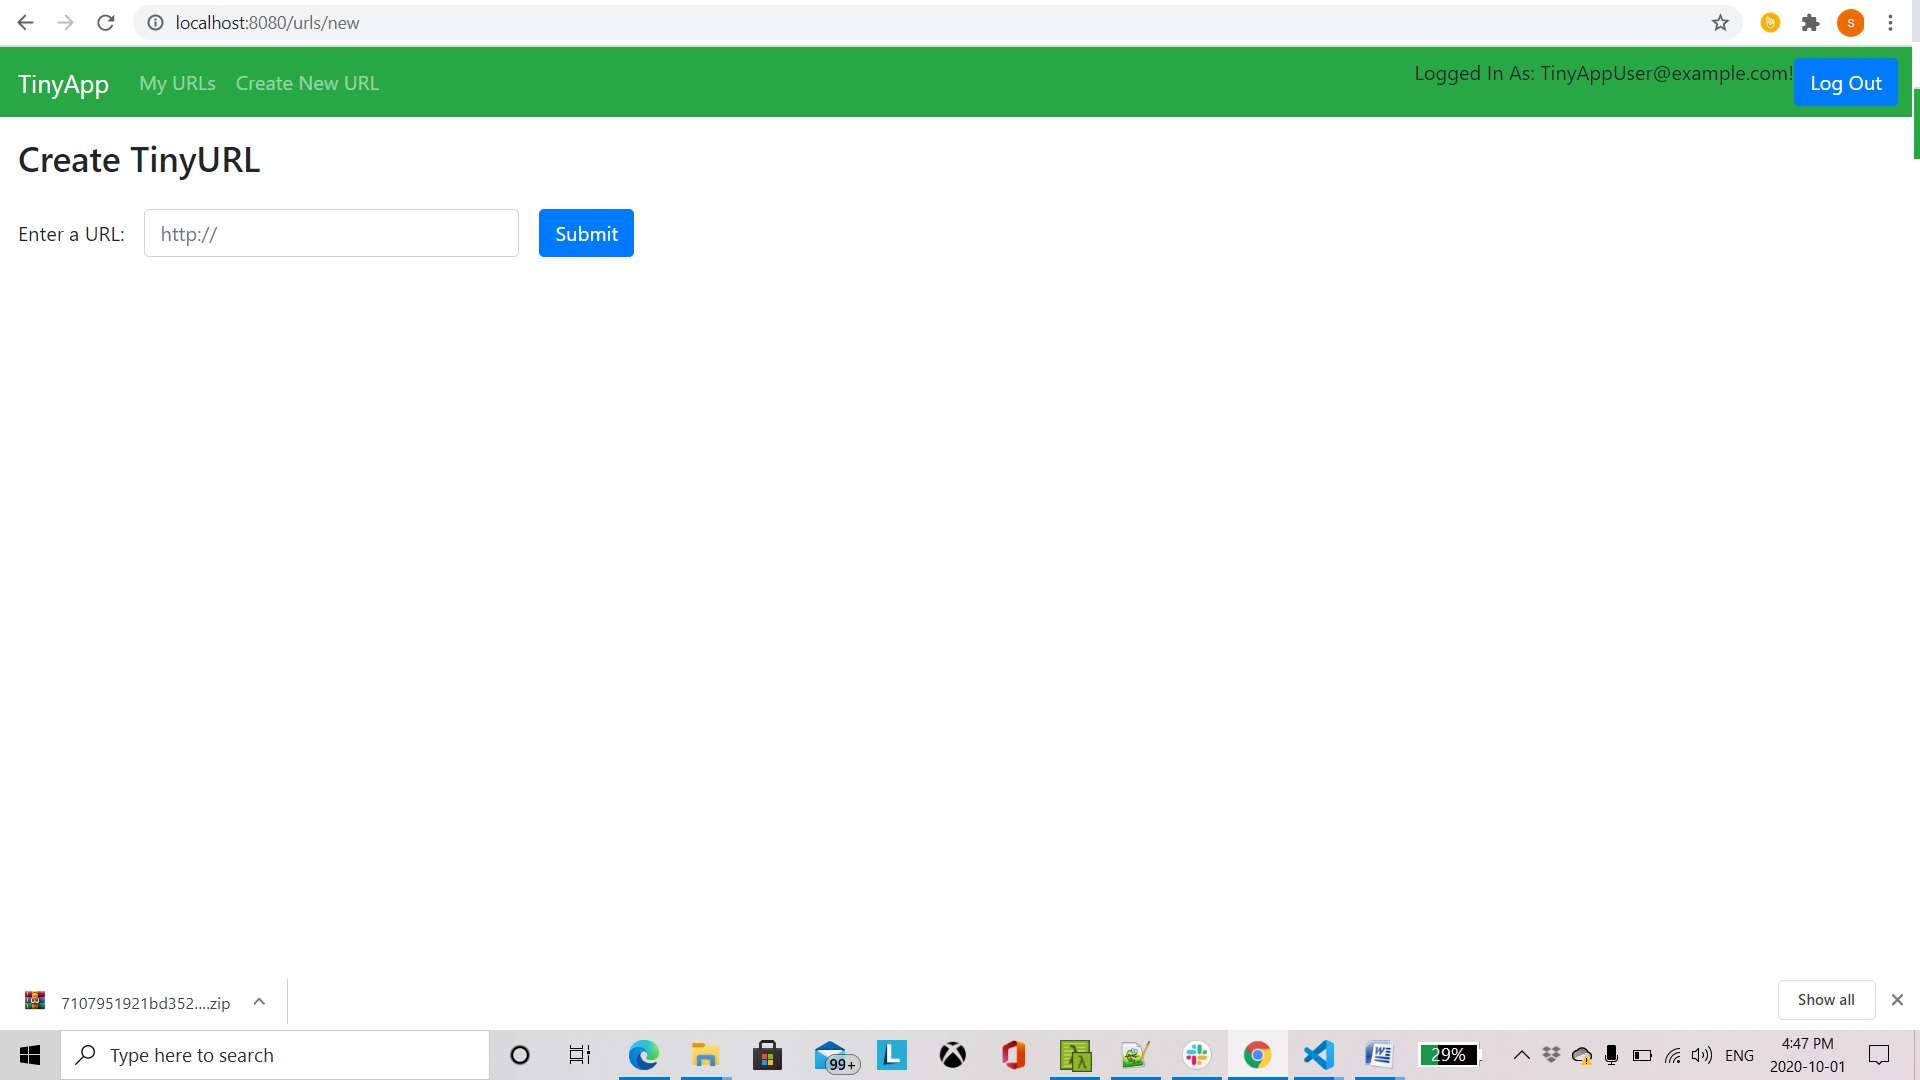 localhost:8080/urls/new
S
TinyApp My URLs Create New URL Logged In As: TinyAppUser@example.com! Log Out
Create TinyURL
Enter a URL: http:// Submit
7107951921bd352....zip Show all
Type here to search 99+ L 29% ENG 4:47 PM
2020-10-01